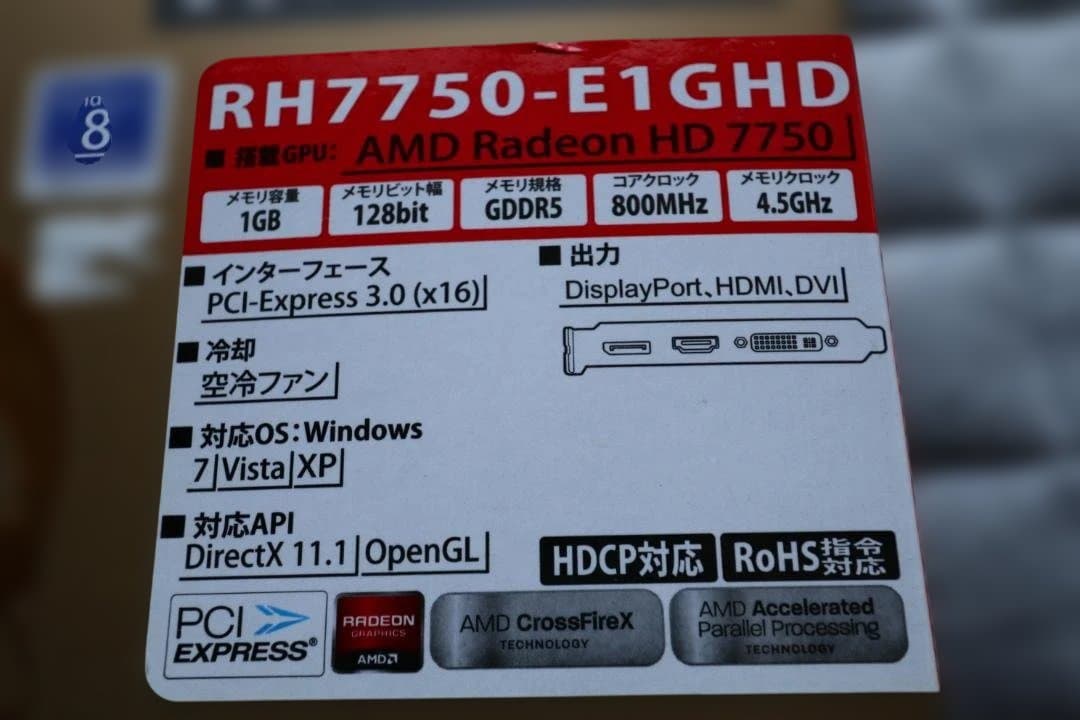 RH7750-E1GHD
■ 搭載GPU: AMD Radeon HD 7750
メモリ容量 メモリビット幅 メモリ規格 コアクロック メモリクロック
1GB 128bit GDDR5 800MHz 4.5GHz
■ インターフェース
PCI-Express 3.0 (x16)
■ 出力
DisplayPort、HDMI、DVI
■ 冷却
空冷ファン
■ 対応OS:Windows
7 Vista XP
■ 対応API
DirectX 11.1 OpenGL
HDCP対応
RoHS指令対応
PCI EXPRESS®
RADEON
GRAPHICS
AMD
AMD CrossFireX
TECHNOLOGY
AMD Accelerated
Parallel Processing
TECHNOLOGY
8